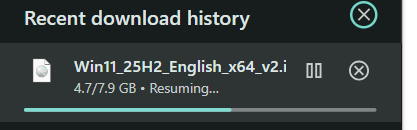 Recent download history
Win11_25H2_English_x64_v2.i
4.7/7.9 GB • Resuming...